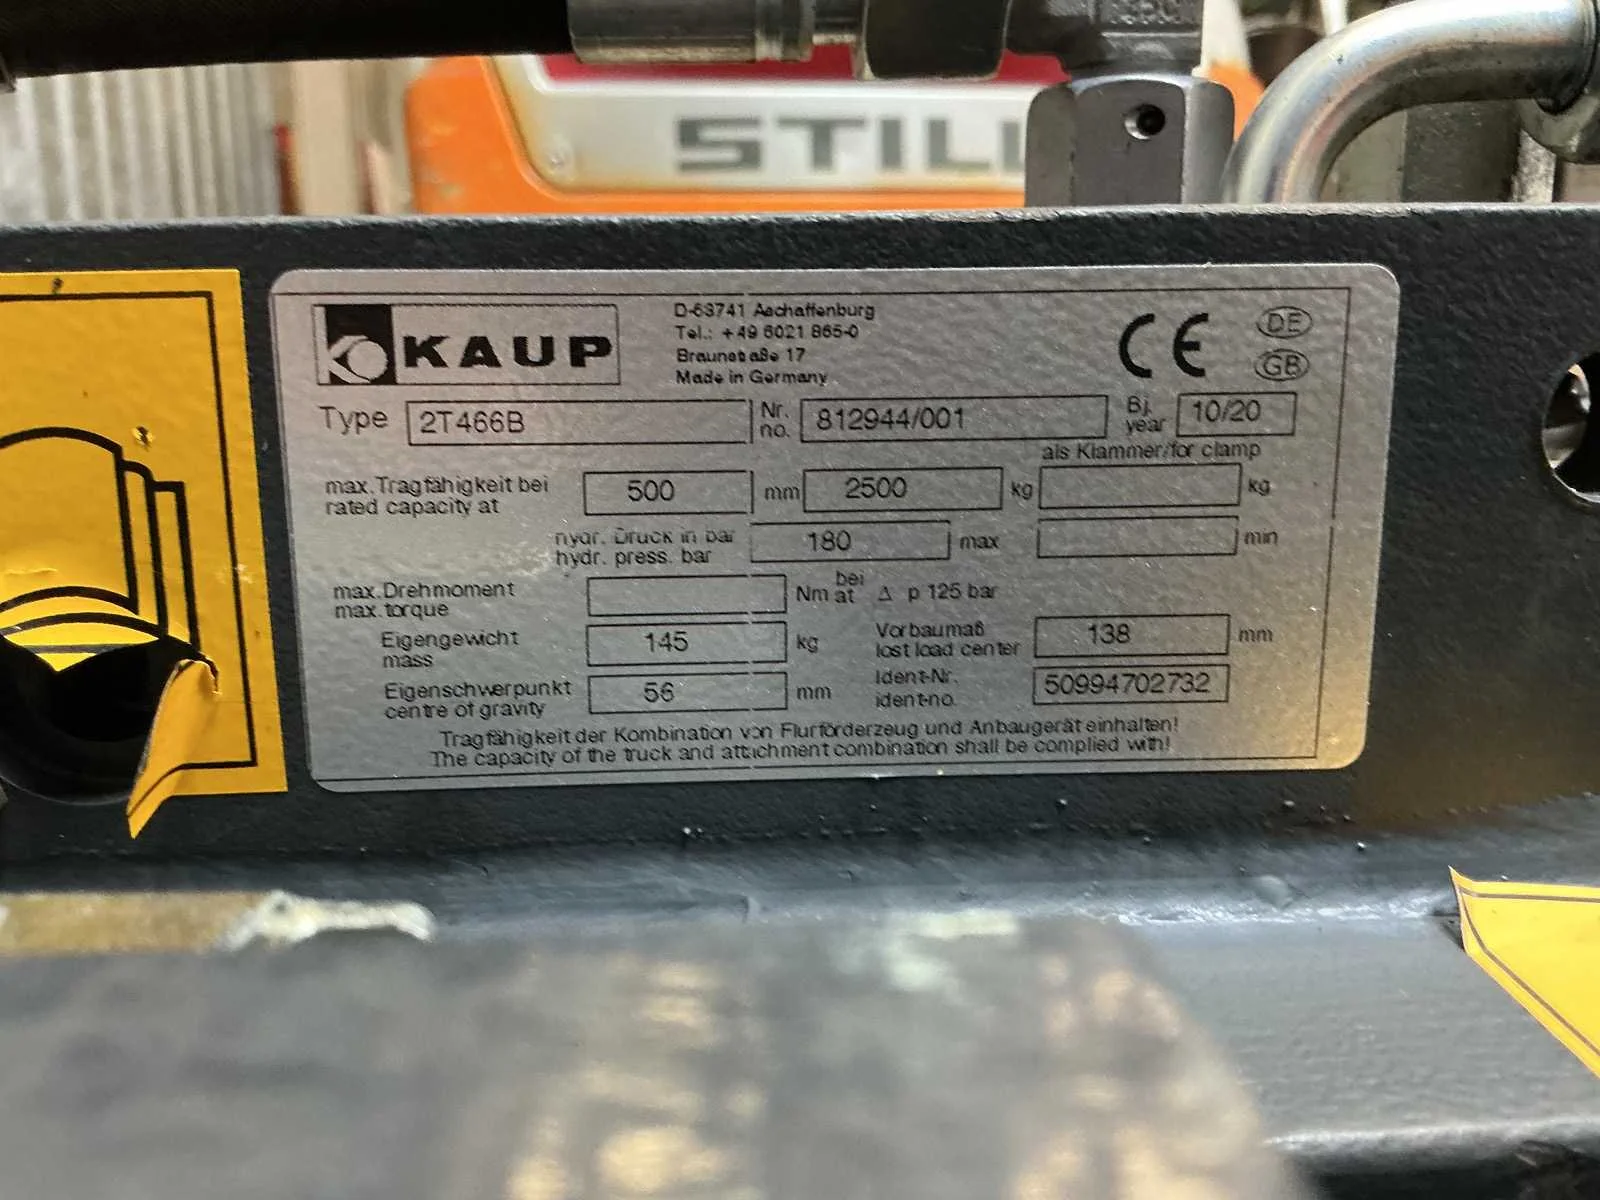 STILL
KAUP
D-63741 Aschaffenburg
Tel.: +49 6021 865-0
Braunstaße 17
Made in Germany
CE
DE
GB
Type 2T466B Nr. no. 812944/001 Bj. year 10/20
als Klammer/for clamp
max. Tragfähigkeit bei 500 mm 2500 kg kg
rated capacity at
hydr. Druck in bar 180 max min
hydr. press. bar
max. Drehmoment Nm bei at Δ p 125 bar
max. torque
Eigengewicht 145 kg Vorbaumaß 138 mm
mass lost load center
Eigenschwerpunkt 56 mm Ident-Nr. 50994702732
centre of gravity ident-no.
Tragfähigkeit der Kombination von Flurförderzeug und Anbaugerät einhalten!
The capacity of the truck and attachment combination shall be complied with!